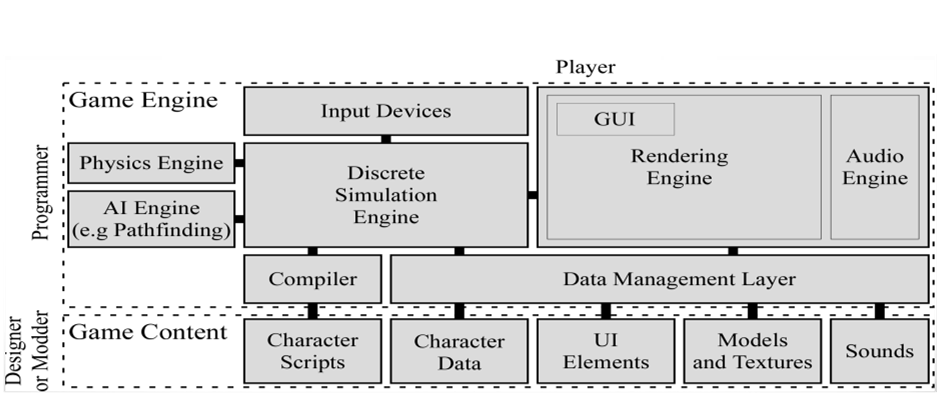 Player
Game Engine
Input Devices
GUI
Rendering
Engine
Audio
Engine
Physics Engine
Discrete
Simulation
Engine
AI Engine
(e.g Pathfinding)
Programmer
Compiler
Data Management Layer
Designer
or Modder
Game Content
Character
Scripts
Character
Data
UI
Elements
Models
and Textures
Sounds